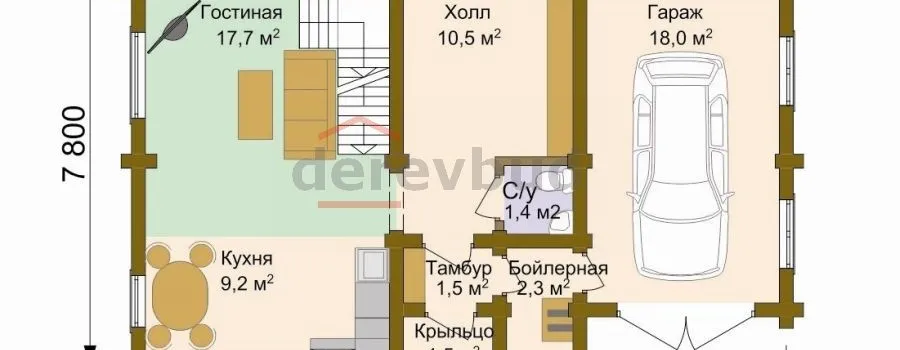 Гостиная
17,7 м²
Холл
10,5 м²
Гараж
18,0 м²
7 800
derevbud
С/у
1,4 м2
Кухня
9,2 м²
Тамбур
1,5 м²
Бойлерная
2,3 м²
Крыльцо